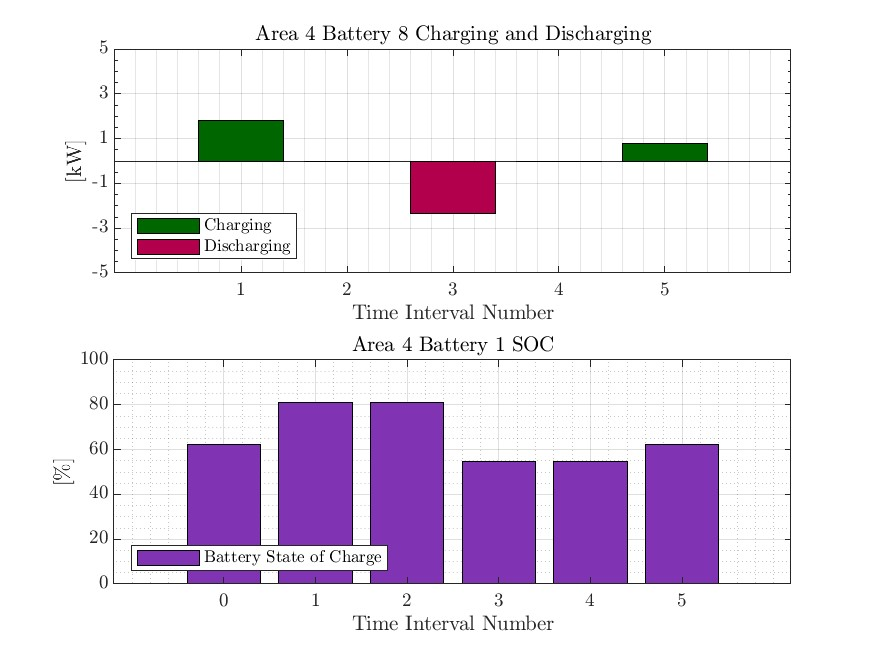 Area 4 Battery 8 Charging and Discharging
5
3
1
-1
-3
-5
[kW]
Charging
Discharging
1 2 3 4 5
Time Interval Number
Area 4 Battery 1 SOC
100
80
60
40
20
0
[%]
Battery State of Charge
0 1 2 3 4 5
Time Interval Number